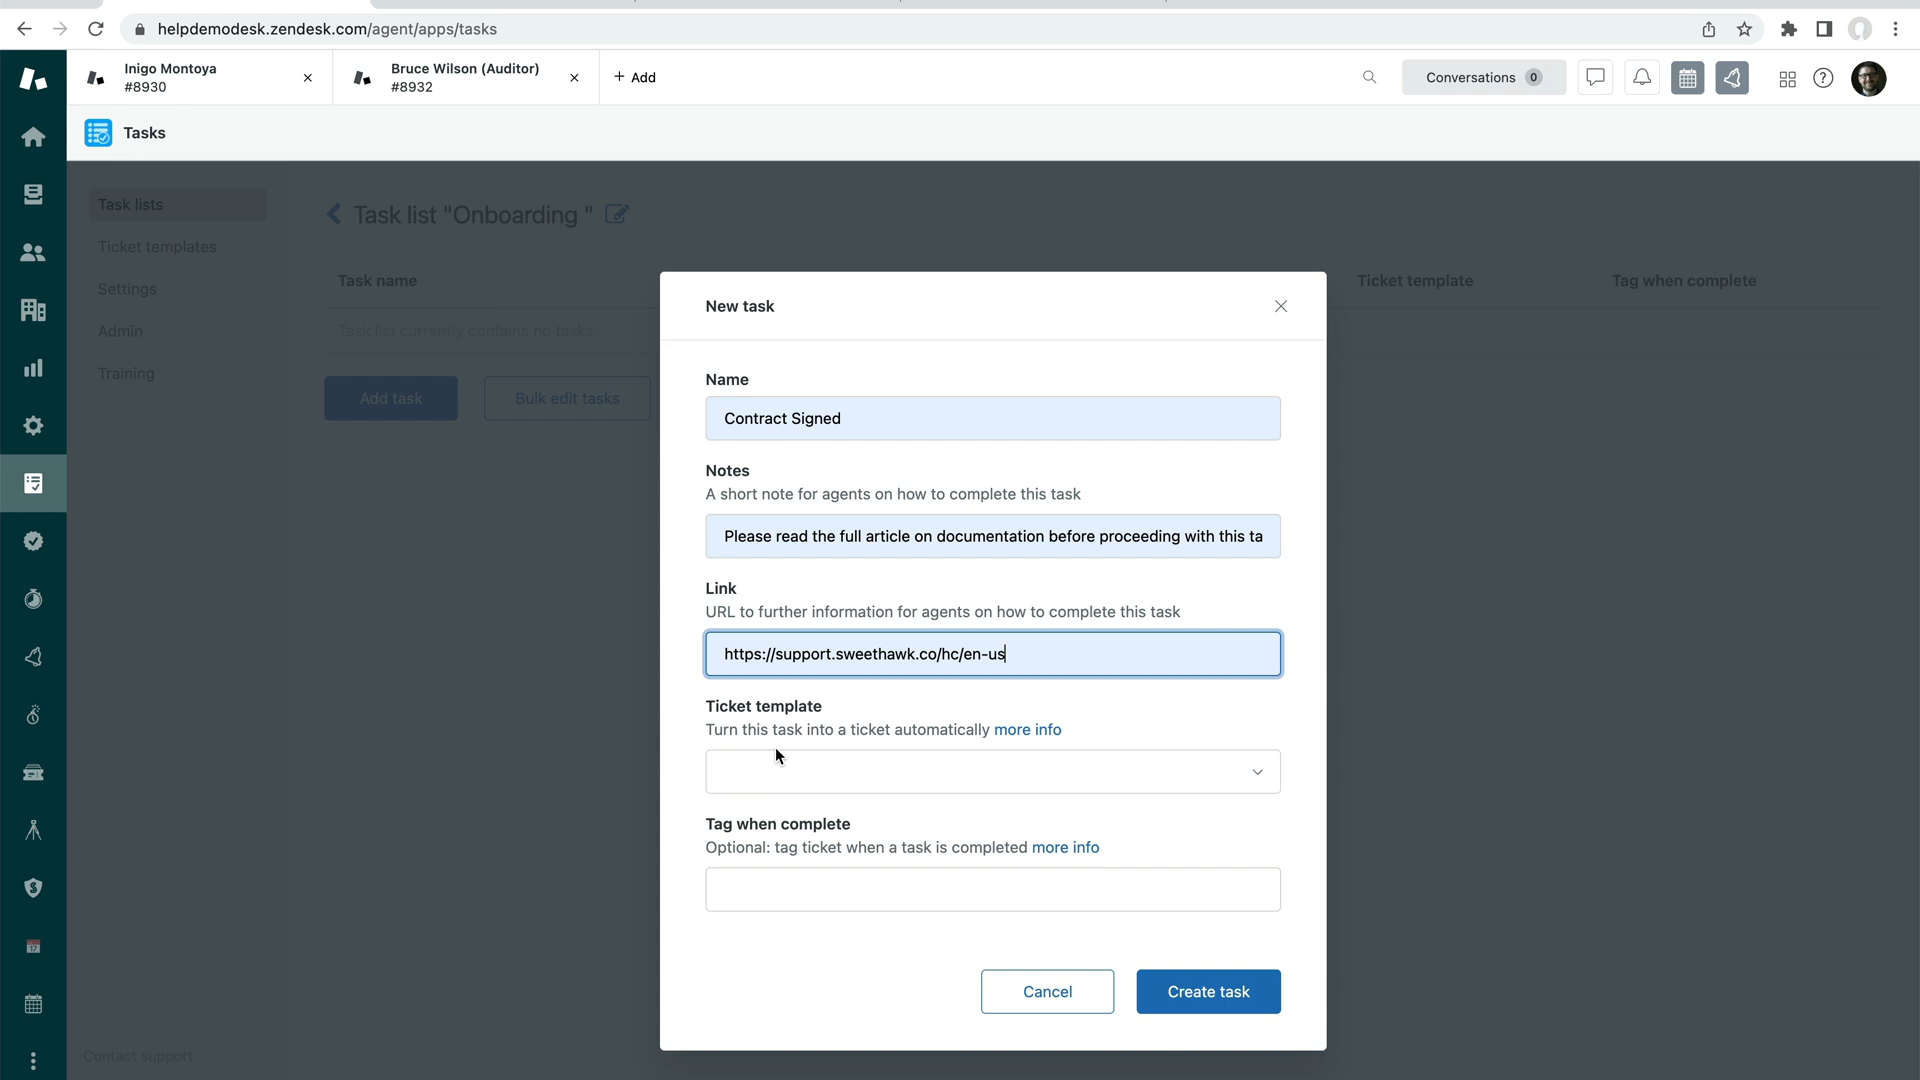 helpdemodesk.zendesk.com/agent/apps/tasks
Inigo Montoya
#8930
Bruce Wilson (Auditor)
#8932
+ Add
Conversations 0
Tasks
Task lists
Ticket templates
Settings
Admin
Training
Contact support
Task list "Onboarding "
Task name
Ticket template
Tag when complete
Task list currently contains no tasks.
Add task
Bulk edit tasks
New task
Name
Contract Signed
Notes
A short note for agents on how to complete this task
Please read the full article on documentation before proceeding with this ta
Link
URL to further information for agents on how to complete this task
https://support.sweethawk.co/hc/en-us
Ticket template
Turn this task into a ticket automatically more info
Tag when complete
Optional: tag ticket when a task is completed more info
Cancel
Create task
17